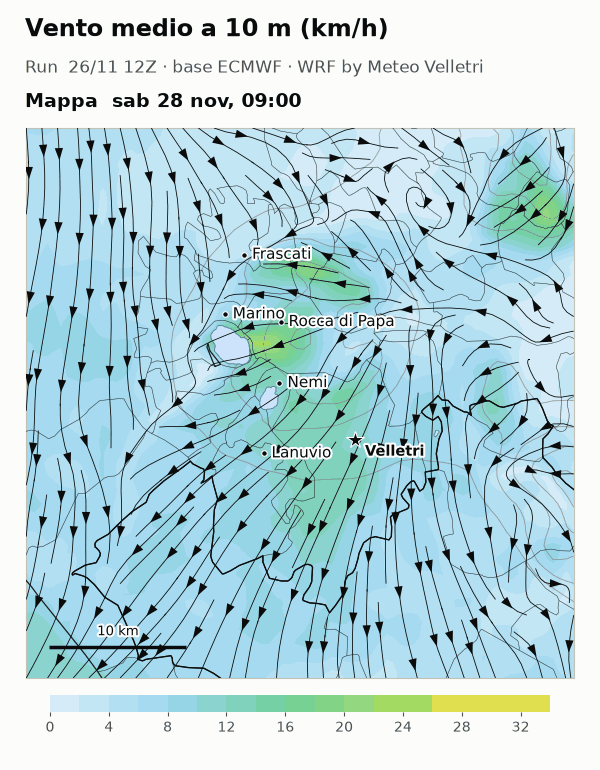 Vento medio a 10 m (km/h)
Run  26/11 12Z · base ECMWF · WRF by Meteo Velletri
Mappa  sab 28 nov, 09:00
Frascati
Marino
Rocca di Papa
Nemi
Velletri
Lanuvio
10 km
0 4 8 12 16 20 24 28 32